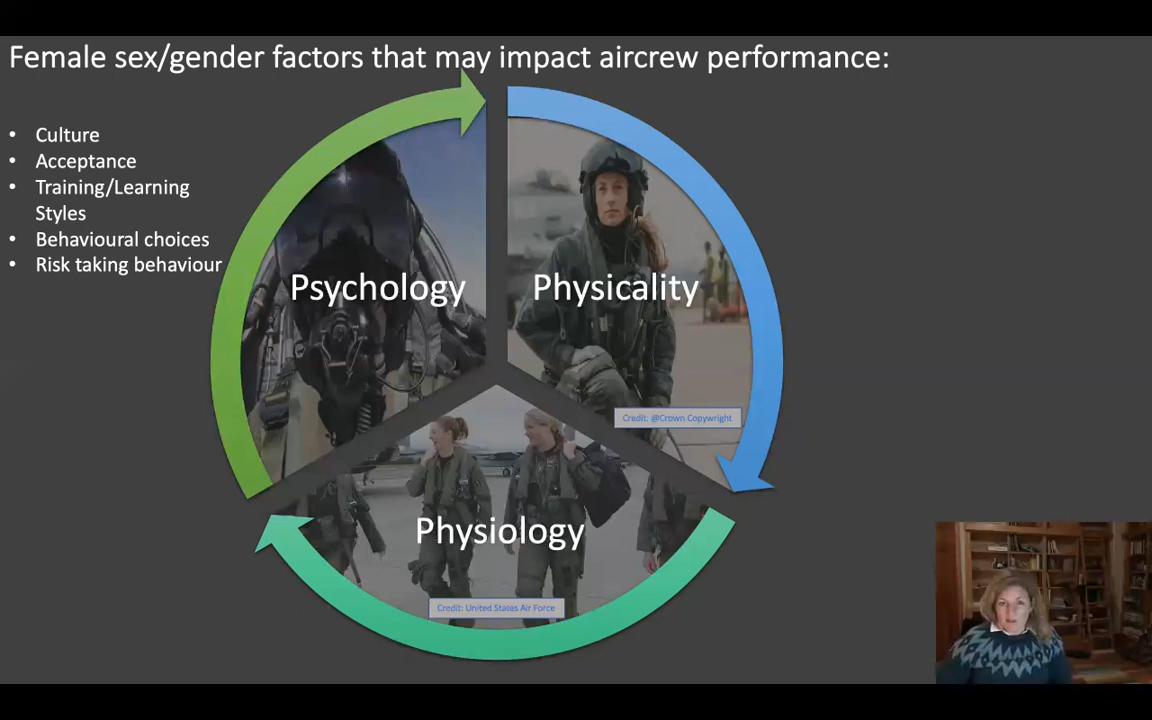 Female sex/gender factors that may impact aircrew performance:
• Culture
• Acceptance
• Training/Learning
Styles
• Behavioural choices
• Risk taking behaviour
Psychology
Physicality
Credit: @Crown Copywright
Physiology
Credit: United States Air Force